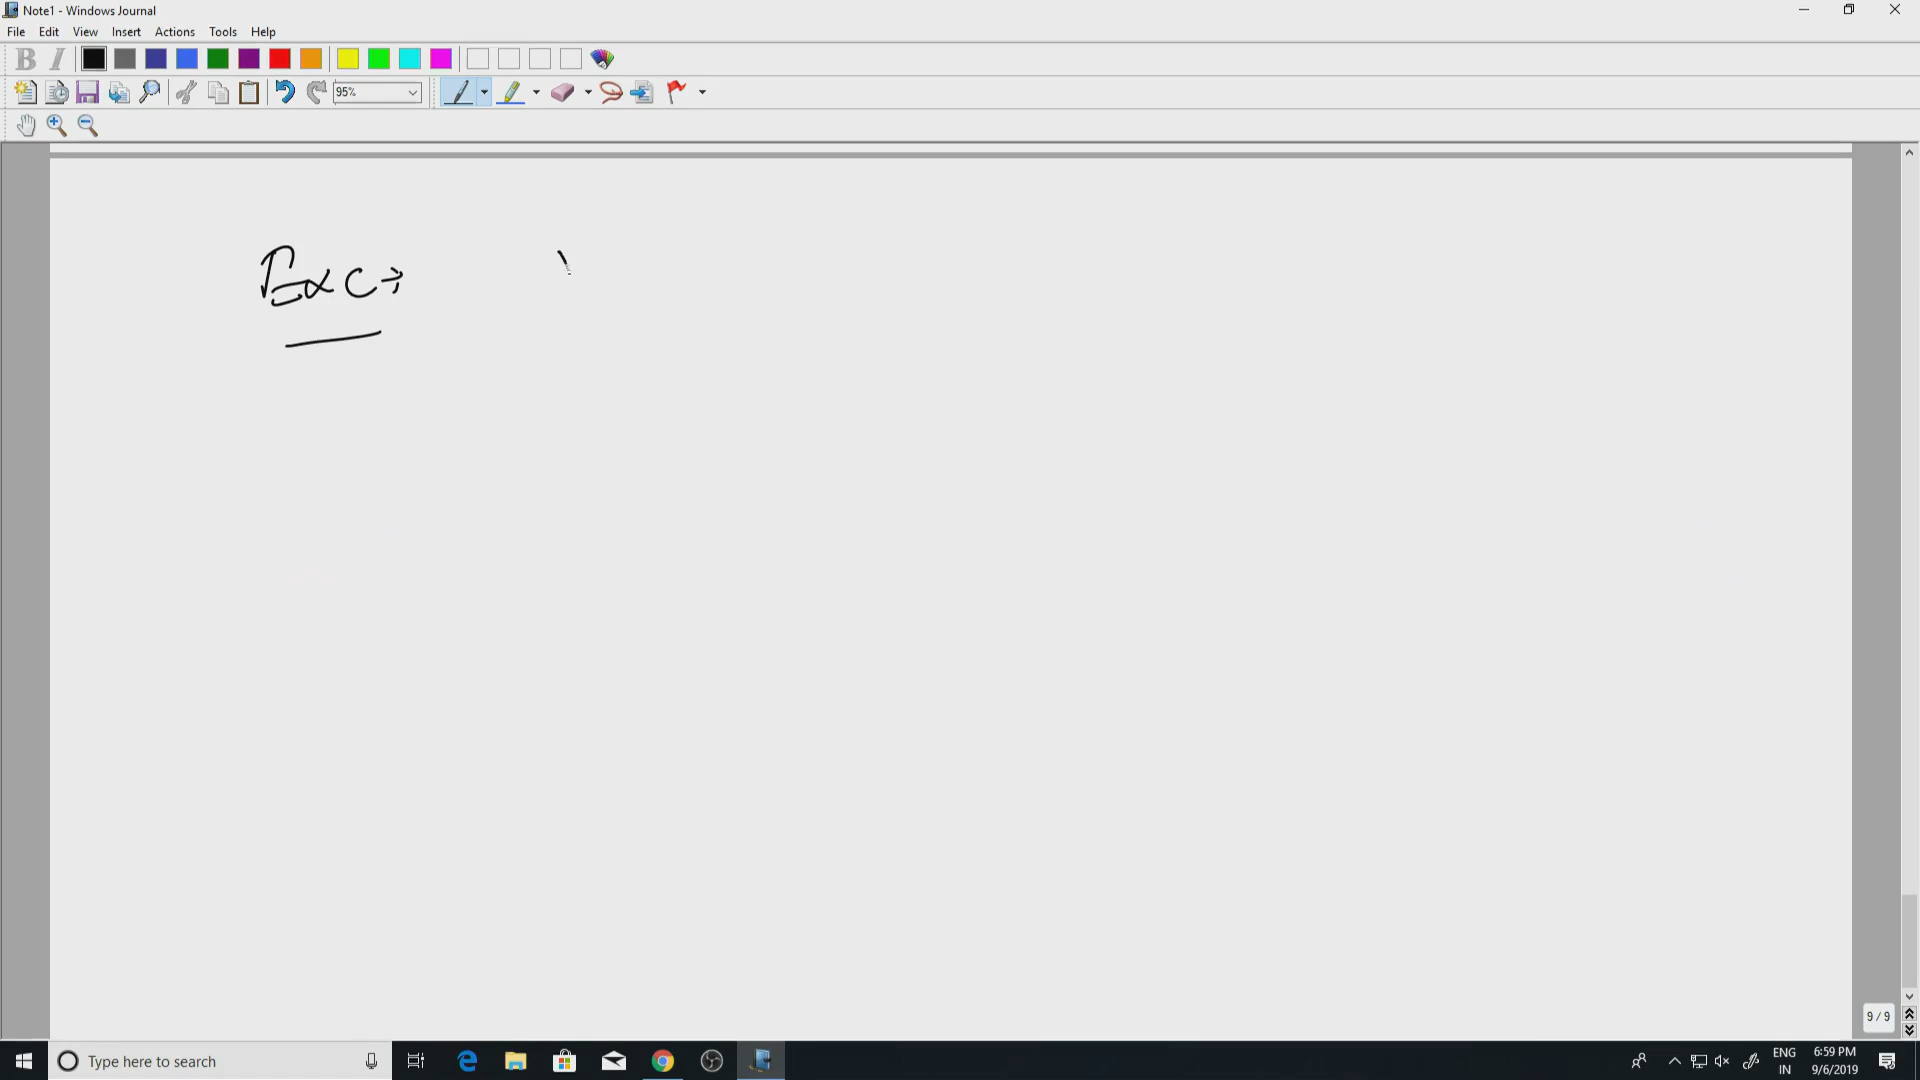 Note1 - Windows Journal
File Edit View Insert Actions Tools Help
B I
95%
Exc:
9 / 9
Type here to search
ENG
IN
6:59 PM
9/6/2019